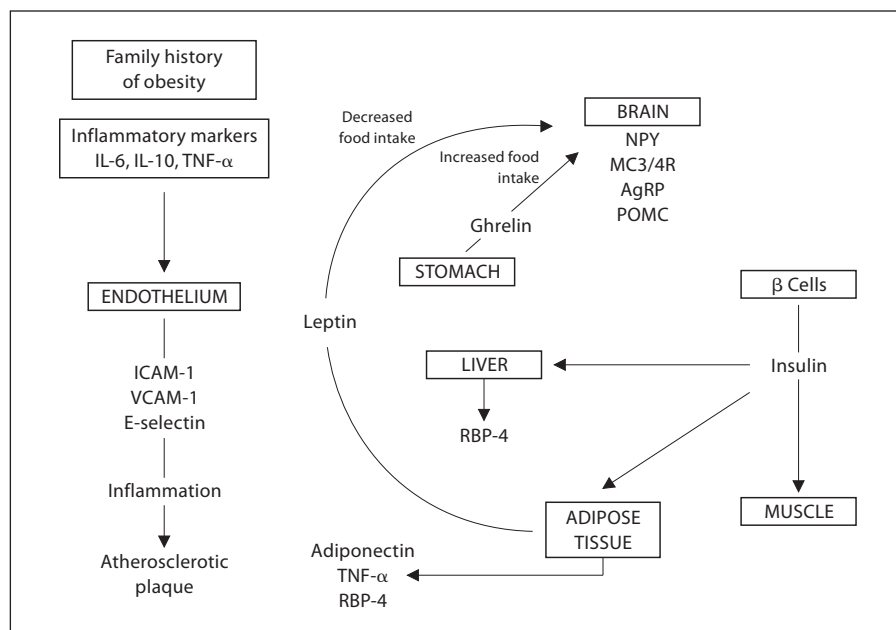 Family history
of obesity
Inflammatory markers
IL-6, IL-10, TNF-α
ENDOTHELIUM
ICAM-1
VCAM-1
E-selectin
Inflammation
Atherosclerotic
plaque
Decreased
food intake
Increased food
intake
Ghrelin
STOMACH
BRAIN
NPY
MC3/4R
AgRP
POMC
Leptin
LIVER
RBP-4
β Cells
Insulin
MUSCLE
ADIPOSE
TISSUE
Adiponectin
TNF-α
RBP-4